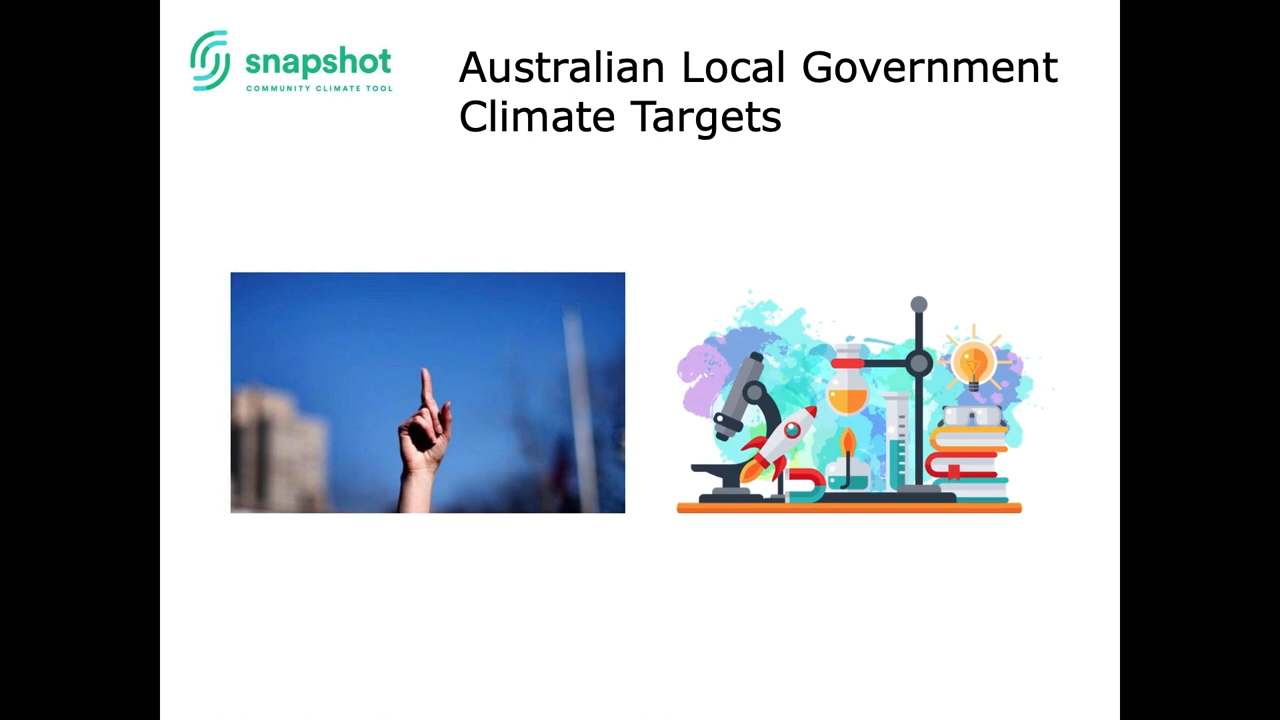 snapshot
COMMUNITY CLIMATE TOOL
Australian Local Government
Climate Targets